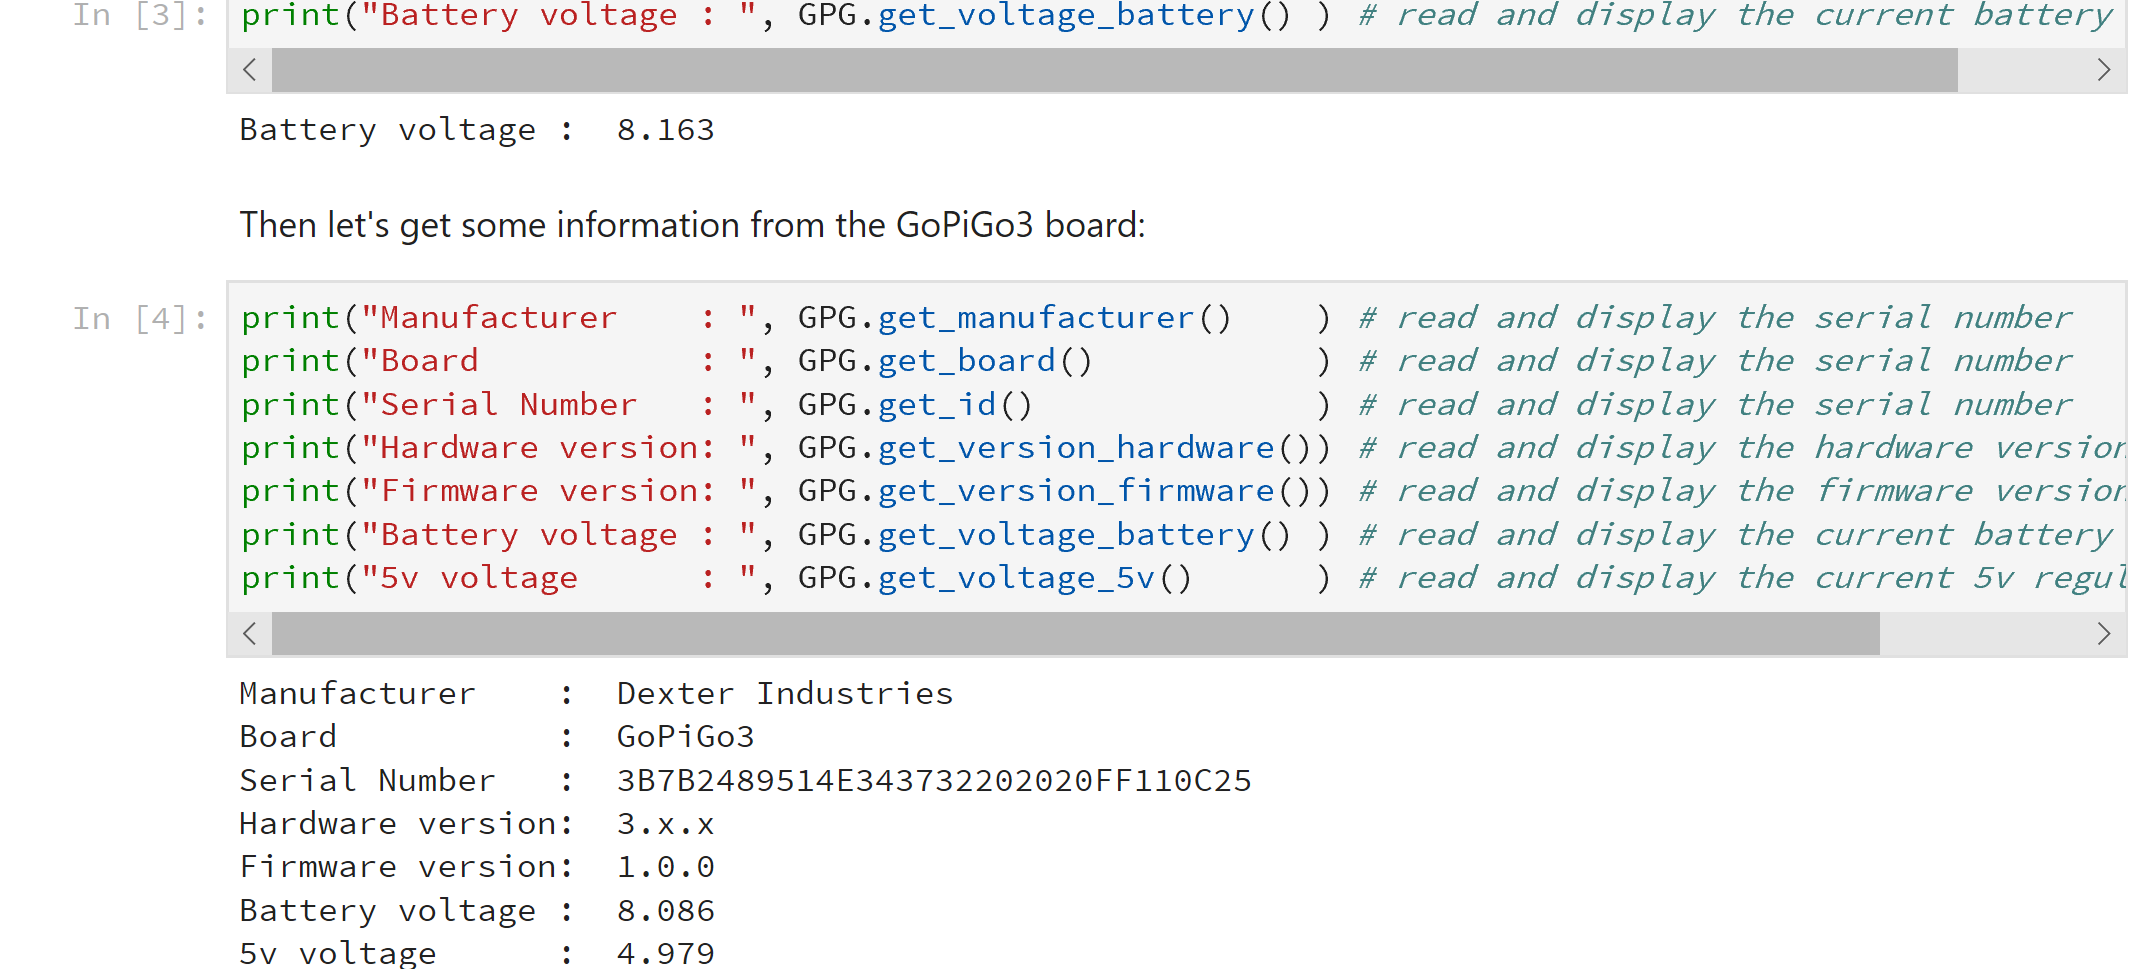 In [3]: print("Battery voltage : ", GPG.get_voltage_battery() ) # read and display the current battery
Battery voltage :  8.163
Then let's get some information from the GoPiGo3 board:
In [4]: print("Manufacturer    : ", GPG.get_manufacturer()    ) # read and display the serial number
print("Board           : ", GPG.get_board()           ) # read and display the serial number
print("Serial Number   : ", GPG.get_id()              ) # read and display the serial number
print("Hardware version: ", GPG.get_version_hardware()) # read and display the hardware version
print("Firmware version: ", GPG.get_version_firmware()) # read and display the firmware version
print("Battery voltage : ", GPG.get_voltage_battery() ) # read and display the current battery
print("5v voltage      : ", GPG.get_voltage_5v()      ) # read and display the current 5v regul
Manufacturer    :  Dexter Industries
Board           :  GoPiGo3
Serial Number   :  3B7B2489514E343732202020FF110C25
Hardware version:  3.x.x
Firmware version:  1.0.0
Battery voltage :  8.086
5v voltage      :  4.979